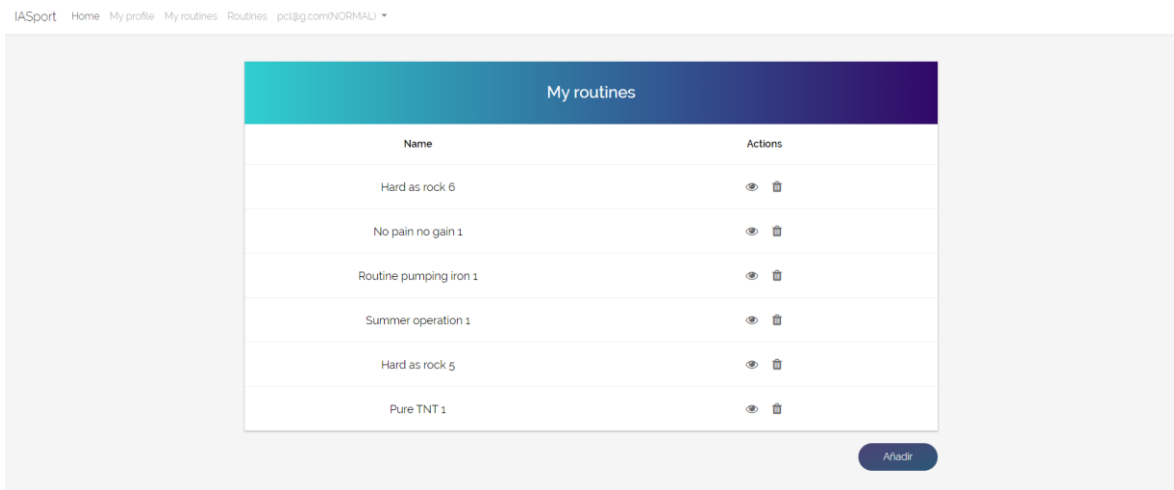 IASport Home My profile My routines Routines pcl@g.com(NORMAL)
My routines
Name Actions
Hard as rock 6
No pain no gain 1
Routine pumping iron 1
Summer operation 1
Hard as rock 5
Pure TNT 1
Añadir